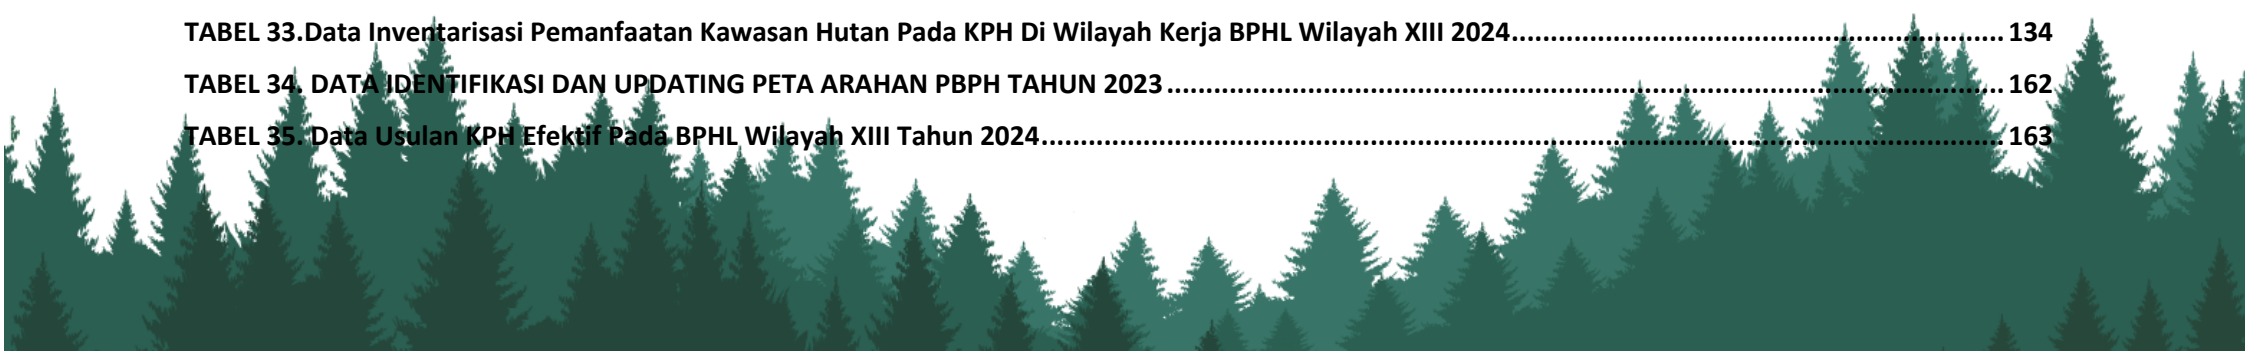 TABEL 33.Data Inventarisasi Pemanfaatan Kawasan Hutan Pada KPH Di Wilayah Kerja BPHL Wilayah XIII 2024............................................................... 134
TABEL 34. DATA IDENTIFIKASI DAN UPDATING PETA ARAHAN PBPH TAHUN 2023........................................................................................................... 162
TABEL 35. Data Usulan KPH Efektif Pada BPHL Wilayah XIII Tahun 2024........................................................................................................................... 163